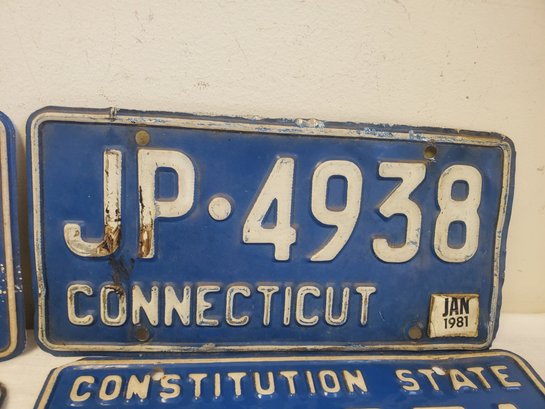 JP·4938
CONNECTICUT
JAN
1981
CONSTITUTION STATE